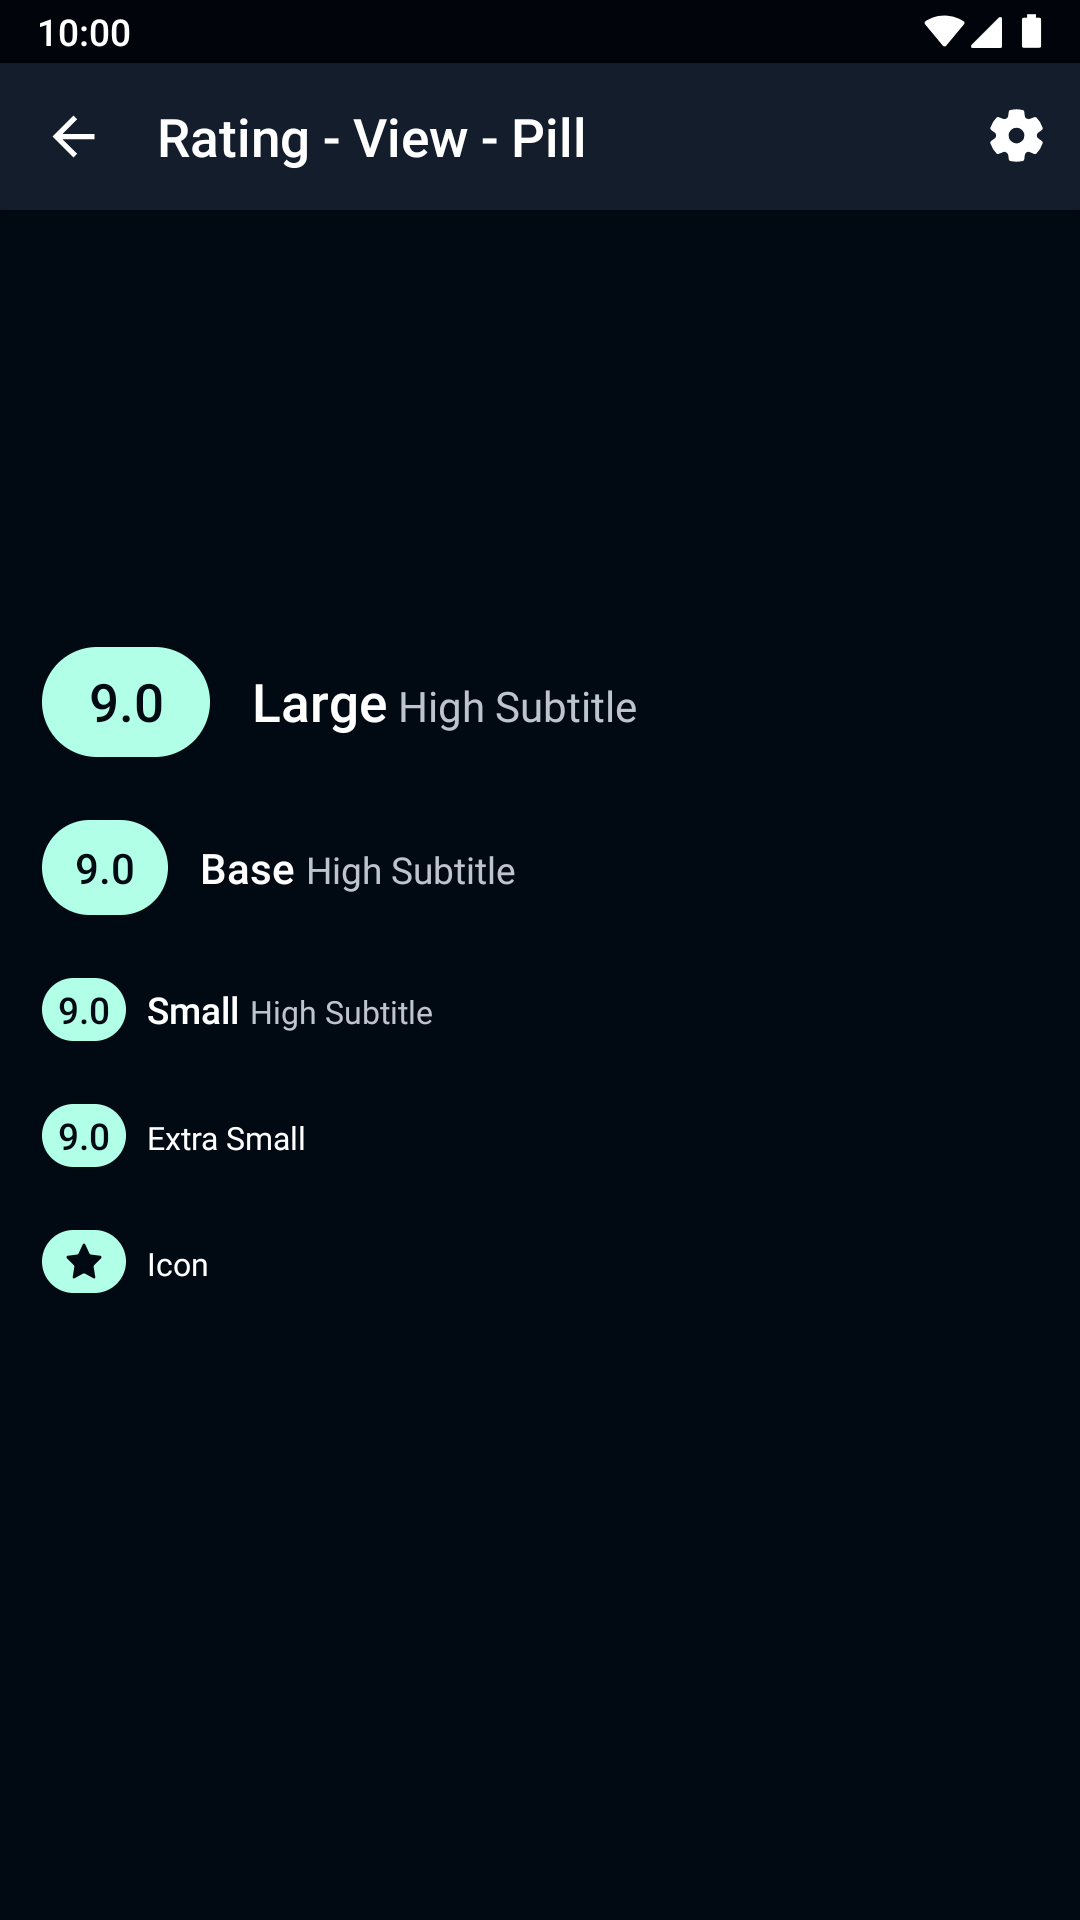 10:00
Rating - View - Pill
9.0 Large High Subtitle
9.0 Base High Subtitle
9.0 Small High Subtitle
9.0 Extra Small
Icon